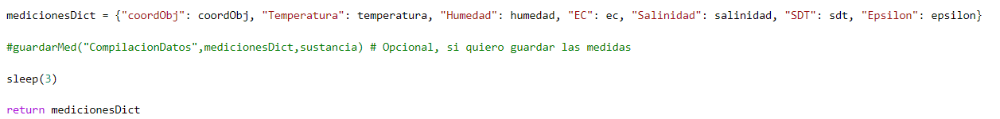 medicionesDict = {"coordObj": coordObj, "Temperatura": temperatura, "Humedad": humedad, "EC": ec, "Salinidad": salinidad, "SDT": sdt, "Epsilon": epsilon}
#guardarMed("CompilacionDatos",medicionesDict,sustancia) # Opcional, si quiero guardar las medidas
sleep(3)
return medicionesDict